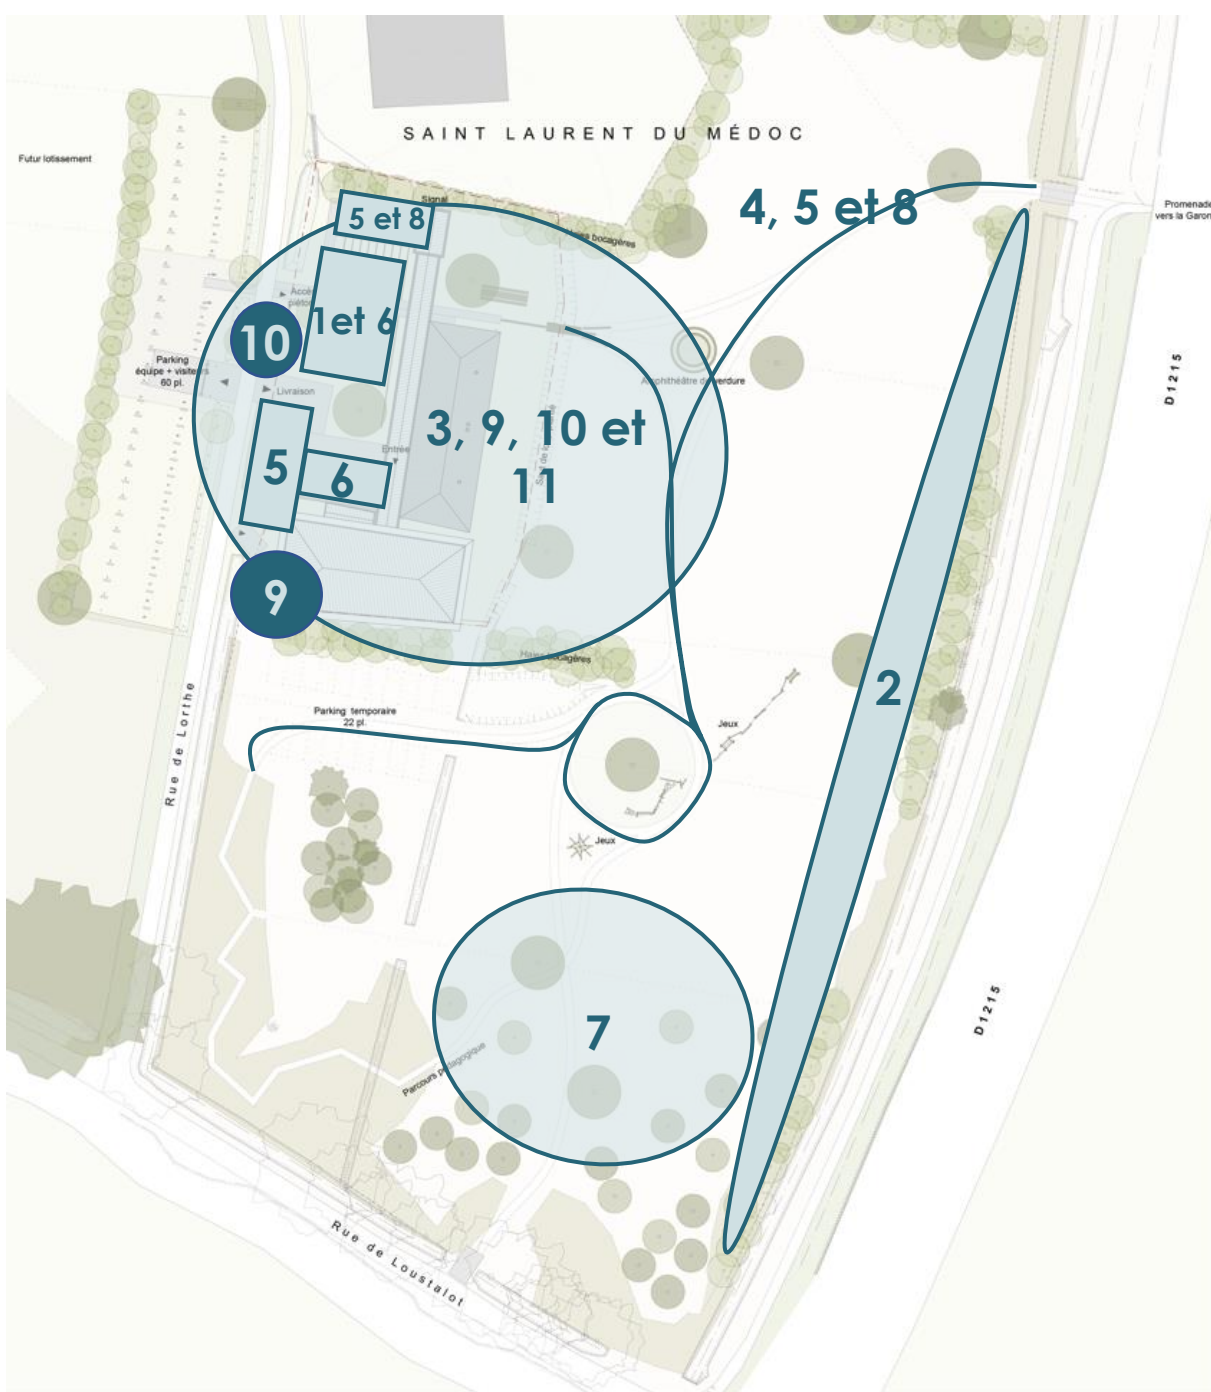 SAINT LAURENT DU MÉDOC
Futur lotissement
Signal
5 et 8
4, 5 et 8
Promenade
vers la Garon
Haies bocagères
Accès
piéton
1 et 6
10
Parking
équipe + visiteurs
60 pl.
Livraison
Amphithéâtre de verdure
D1215
3, 9, 10 et
11
Entrée
5
6
9
Haies bocagères
2
Rue de Lorthe
Parking temporaire
22 pl.
Jeux
Jeux
7
D1215
Parcours pédagogique
Rue de Loustalot